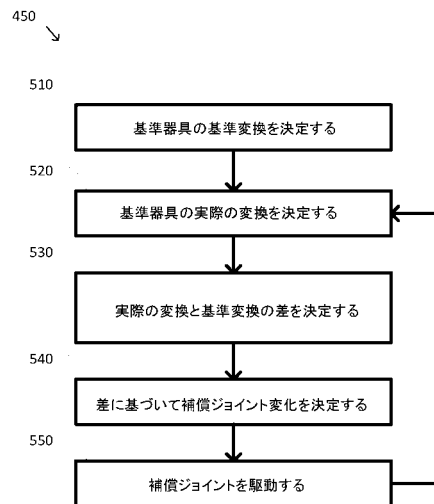 450
510
基準器具の基準変換を決定する
520
基準器具の実際の変換を決定する
530
実際の変換と基準変換の差を決定する
540
差に基づいて補償ジョイント変化を決定する
550
補償ジョイントを駆動する